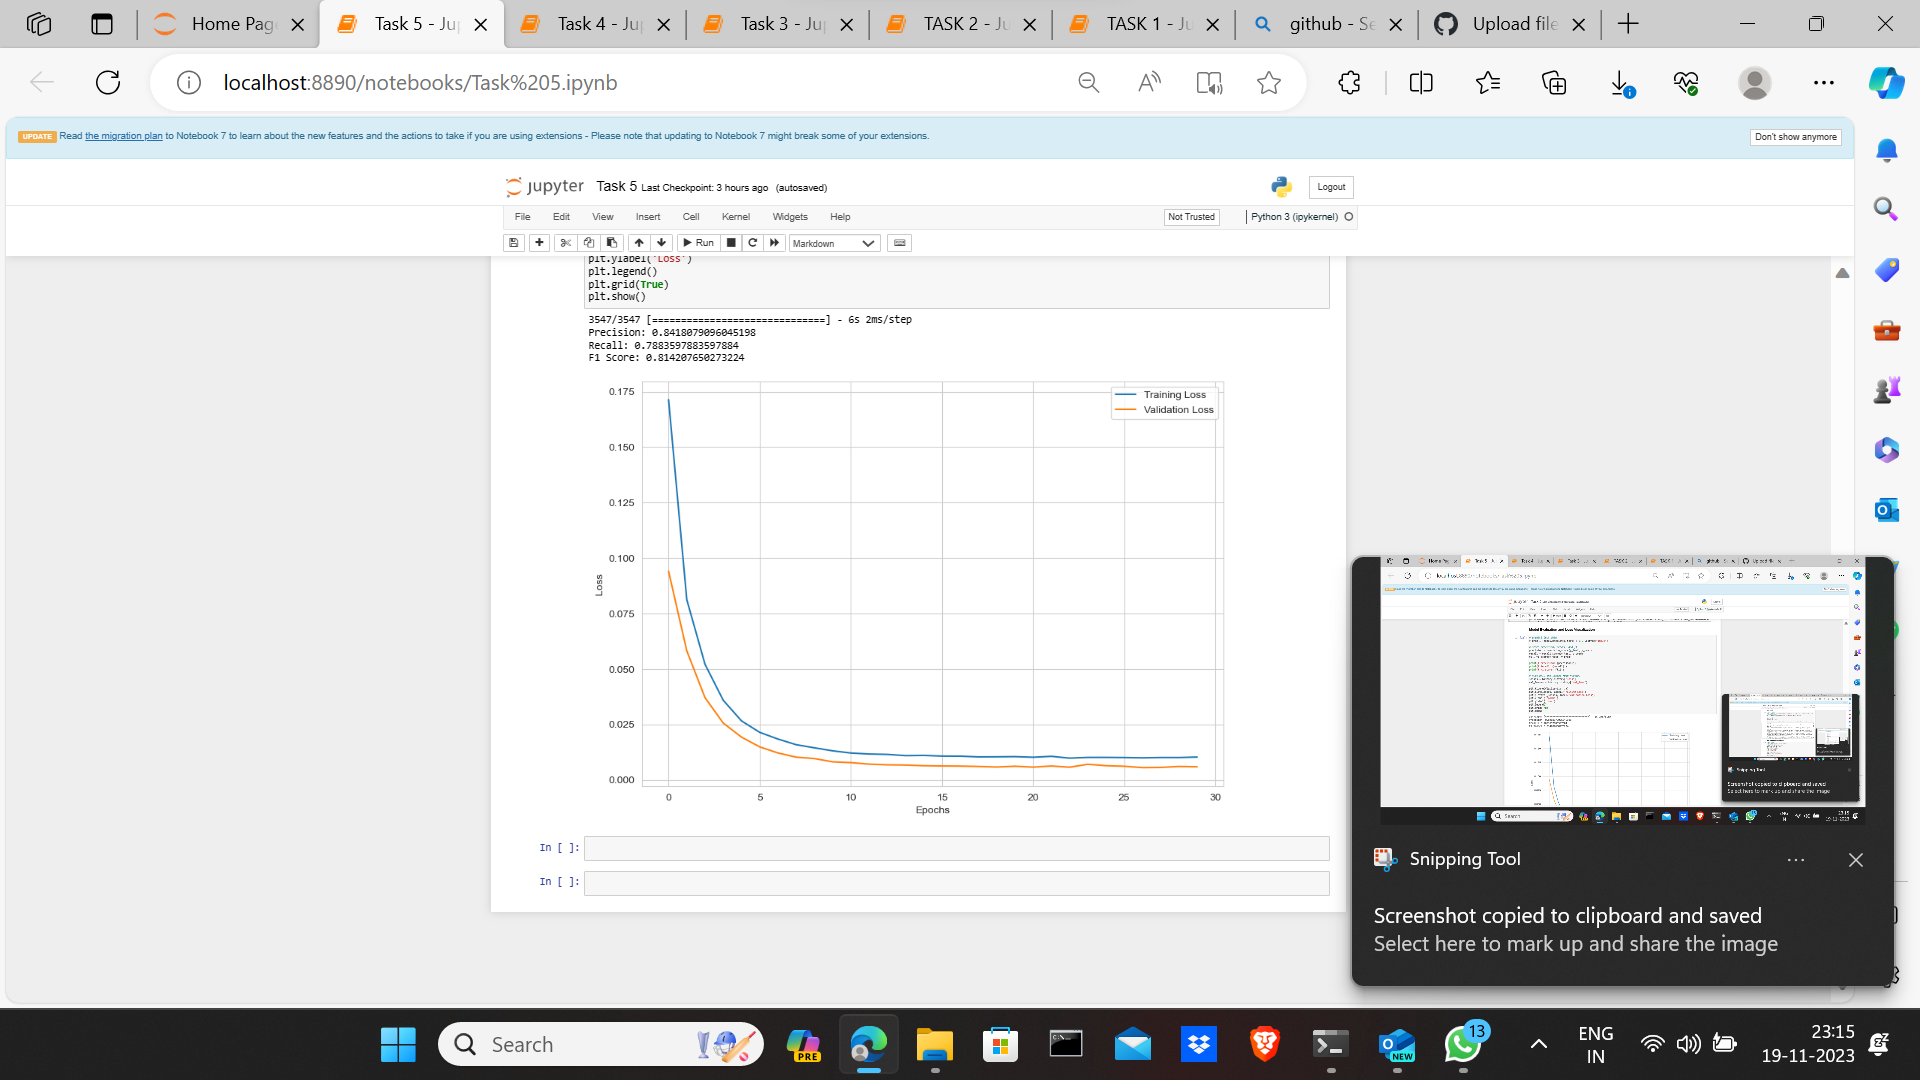 Home Pag
Task 5 - Ju
Task 4 - Ju
Task 3 - Ju
TASK 2 - Ju
TASK 1 - Ju
github - Se
Upload file
localhost:8890/notebooks/Task%205.ipynb
UPDATE Read the migration plan to Notebook 7 to learn about the new features and the actions to take if you are using extensions - Please note that updating to Notebook 7 might break some of your extensions.
Don't show anymore
jupyter Task 5 Last Checkpoint: 3 hours ago (autosaved)
Logout
File Edit View Insert Cell Kernel Widgets Help
Not Trusted
Python 3 (ipykernel)
Run
Markdown
plt.ylabel('Loss')
plt.legend()
plt.grid(True)
plt.show()
3547/3547 [==============================] - 6s 2ms/step
Precision: 0.8418079096045198
Recall: 0.7883597883597884
F1 Score: 0.814207650273224
Training Loss
Validation Loss
0.175
0.150
0.125
0.100
0.075
0.050
0.025
0.000
Loss
0 5 10 15 20 25 30
Epochs
In [ ]:
In [ ]:
Snipping Tool
Screenshot copied to clipboard and saved
Select here to mark up and share the image
Search
PRE
NEW
13
ENG
IN
23:15
19-11-2023